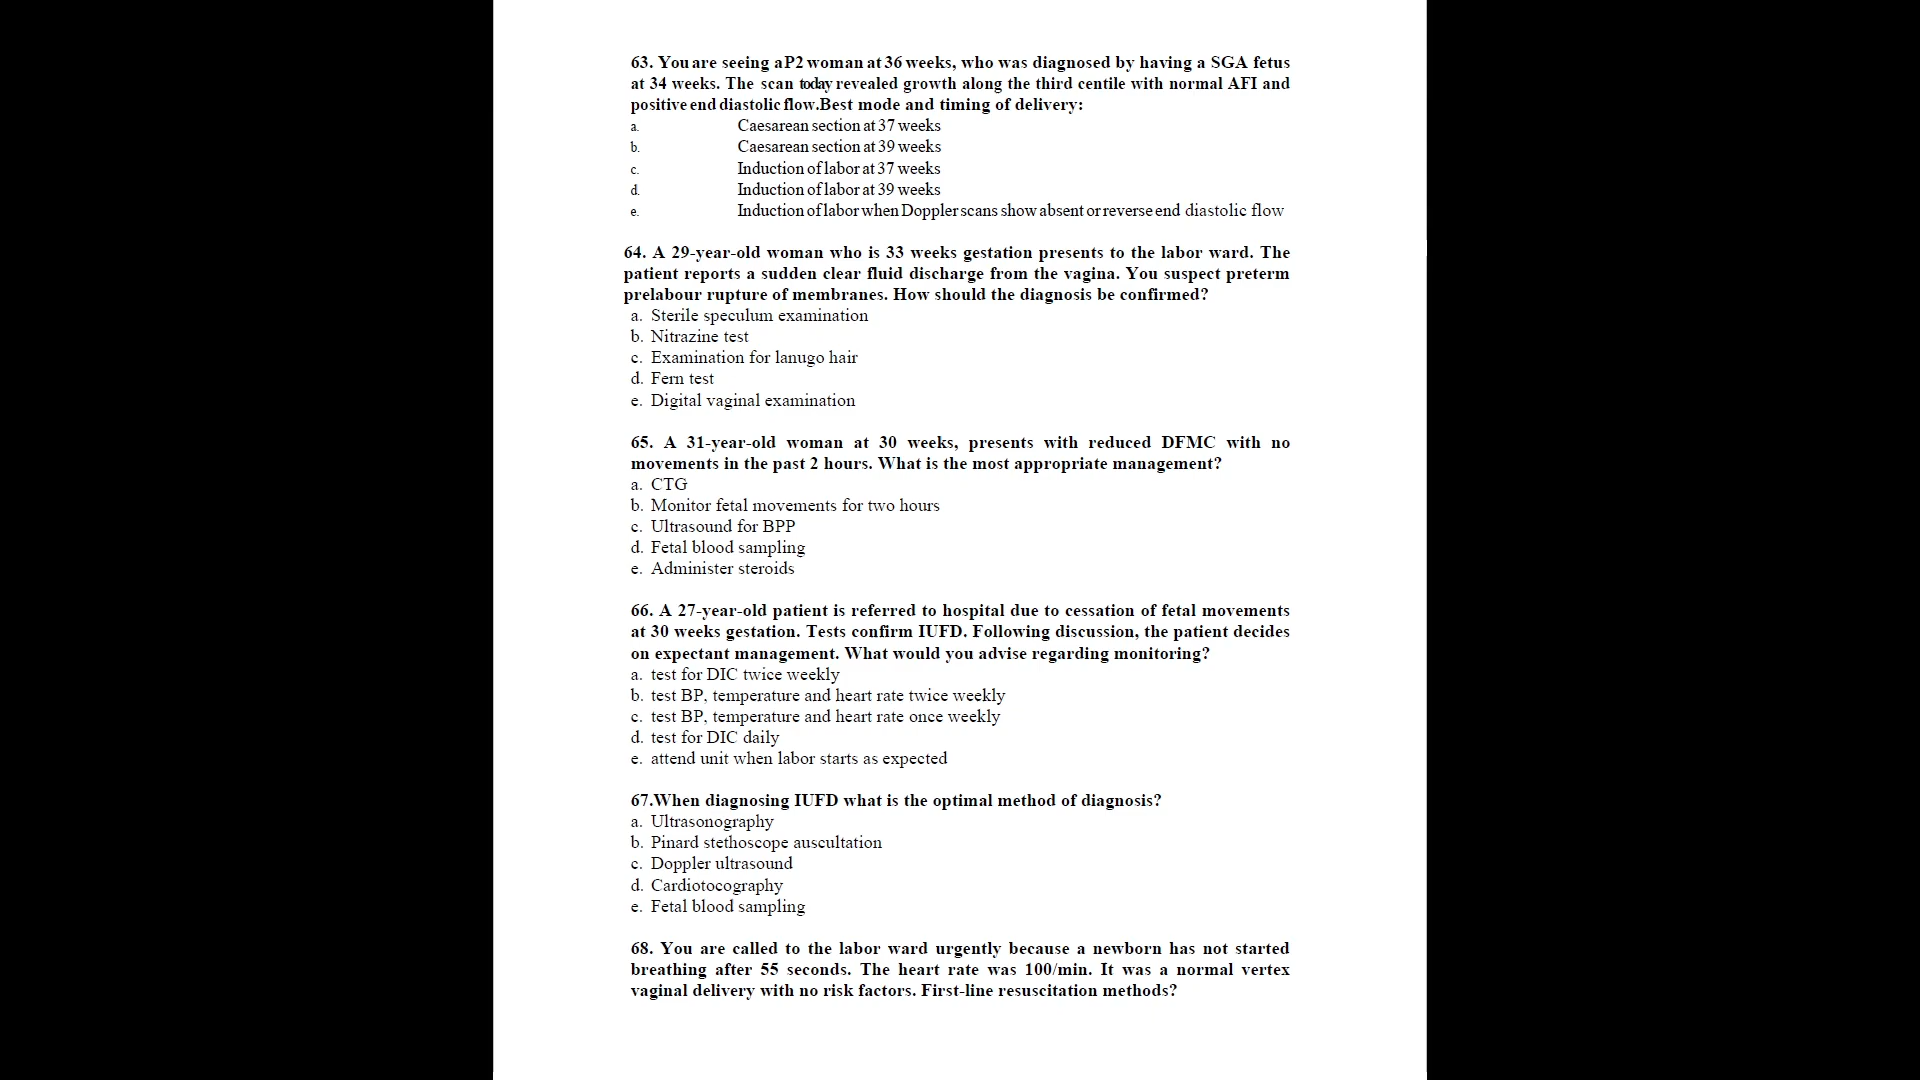 63. You are seeing a P2 woman at 36 weeks, who was diagnosed by having a SGA fetus
at 34 weeks. The scan today revealed growth along the third centile with normal AFI and
positive end diastolic flow.Best mode and timing of delivery:
a. Caesarean section at 37 weeks
b. Caesarean section at 39 weeks
c. Induction of labor at 37 weeks
d. Induction of labor at 39 weeks
e. Induction of labor when Doppler scans show absent or reverse end diastolic flow
64. A 29-year-old woman who is 33 weeks gestation presents to the labor ward. The
patient reports a sudden clear fluid discharge from the vagina. You suspect preterm
prelabour rupture of membranes. How should the diagnosis be confirmed?
a. Sterile speculum examination
b. Nitrazine test
c. Examination for lanugo hair
d. Fern test
e. Digital vaginal examination
65. A 31-year-old woman at 30 weeks, presents with reduced DFMC with no
movements in the past 2 hours. What is the most appropriate management?
a. CTG
b. Monitor fetal movements for two hours
c. Ultrasound for BPP
d. Fetal blood sampling
e. Administer steroids
66. A 27-year-old patient is referred to hospital due to cessation of fetal movements
at 30 weeks gestation. Tests confirm IUFD. Following discussion, the patient decides
on expectant management. What would you advise regarding monitoring?
a. test for DIC twice weekly
b. test BP, temperature and heart rate twice weekly
c. test BP, temperature and heart rate once weekly
d. test for DIC daily
e. attend unit when labor starts as expected
67.When diagnosing IUFD what is the optimal method of diagnosis?
a. Ultrasonography
b. Pinard stethoscope auscultation
c. Doppler ultrasound
d. Cardiotocography
e. Fetal blood sampling
68. You are called to the labor ward urgently because a newborn has not started
breathing after 55 seconds. The heart rate was 100/min. It was a normal vertex
vaginal delivery with no risk factors. First-line resuscitation methods?